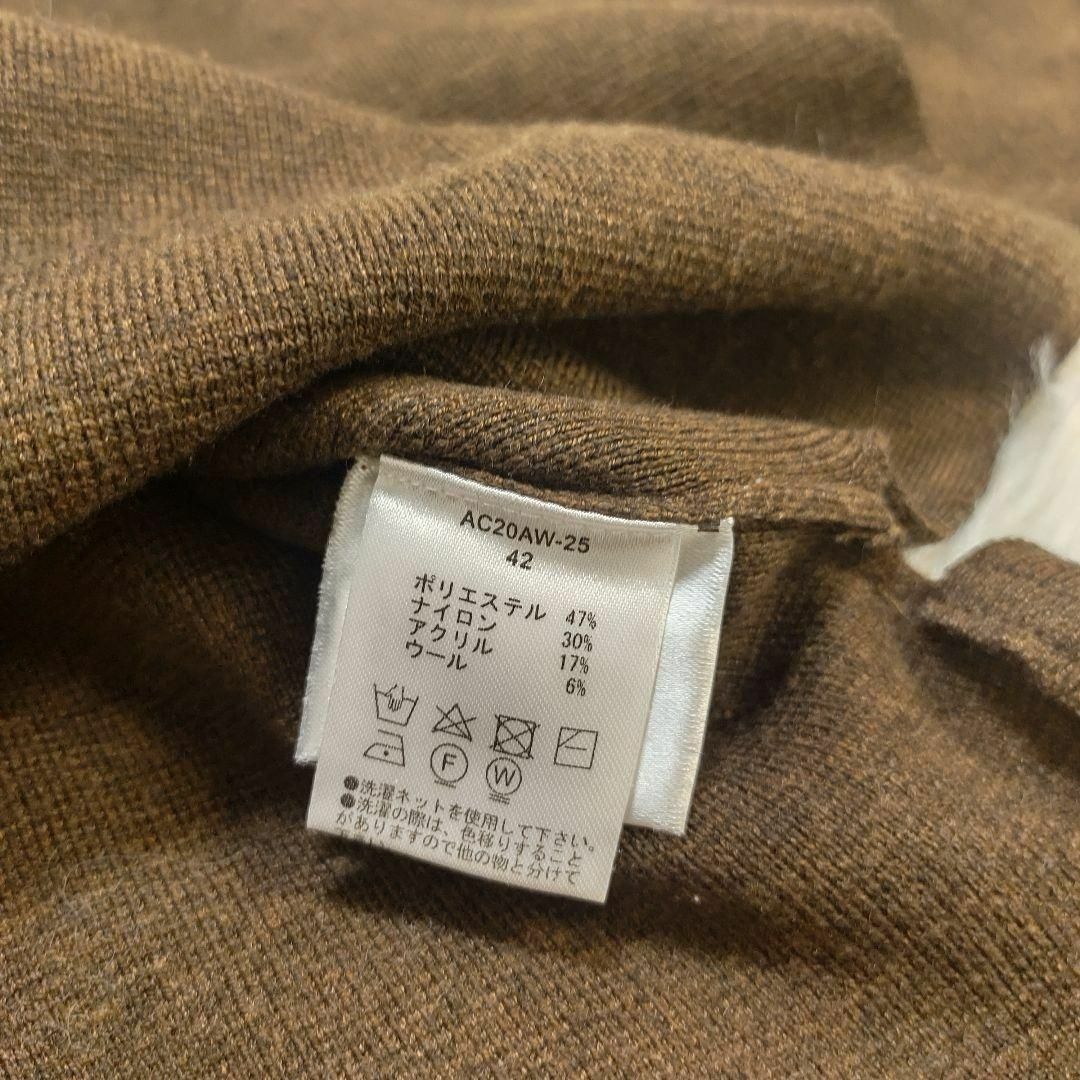 AC20AW-25
42
ポリエステル 47%
ナイロン 30%
アクリル 17%
ウール 6%
F
W
●洗濯ネットを使用して下さい。
●洗濯の際は、色移りすること
がありますので他の物と分けて